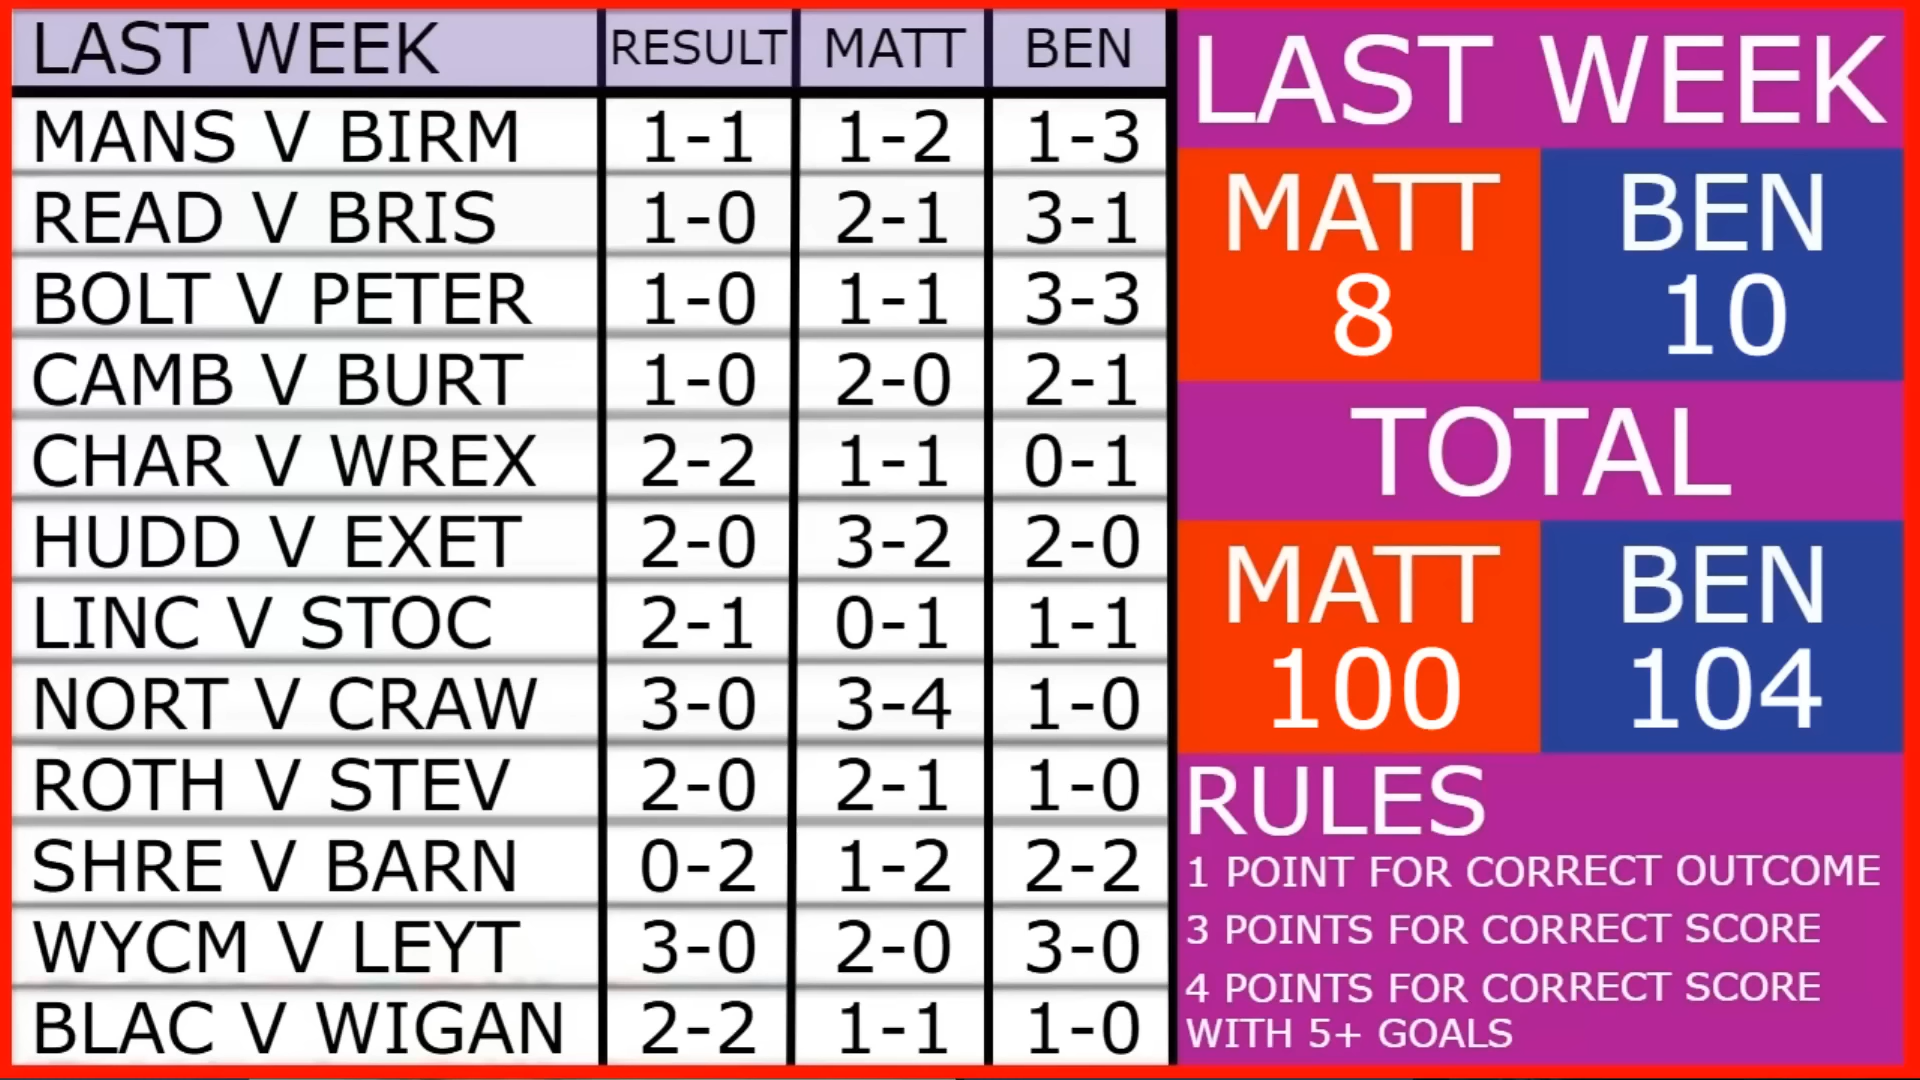 LAST WEEK RESULT MATT BEN
MANS V BIRM 1-1 1-2 1-3
READ V BRIS 1-0 2-1 3-1
BOLT V PETER 1-0 1-1 3-3
CAMB V BURT 1-0 2-0 2-1
CHAR V WREX 2-2 1-1 0-1
HUDD V EXET 2-0 3-2 2-0
LINC V STOC 2-1 0-1 1-1
NORT V CRAW 3-0 3-4 1-0
ROTH V STEV 2-0 2-1 1-0
SHRE V BARN 0-2 1-2 2-2
WYCM V LEYT 3-0 2-0 3-0
BLAC V WIGAN 2-2 1-1 1-0
LAST WEEK
MATT BEN
8 10
TOTAL
MATT BEN
100 104
RULES
1 POINT FOR CORRECT OUTCOME
3 POINTS FOR CORRECT SCORE
4 POINTS FOR CORRECT SCORE
WITH 5+ GOALS